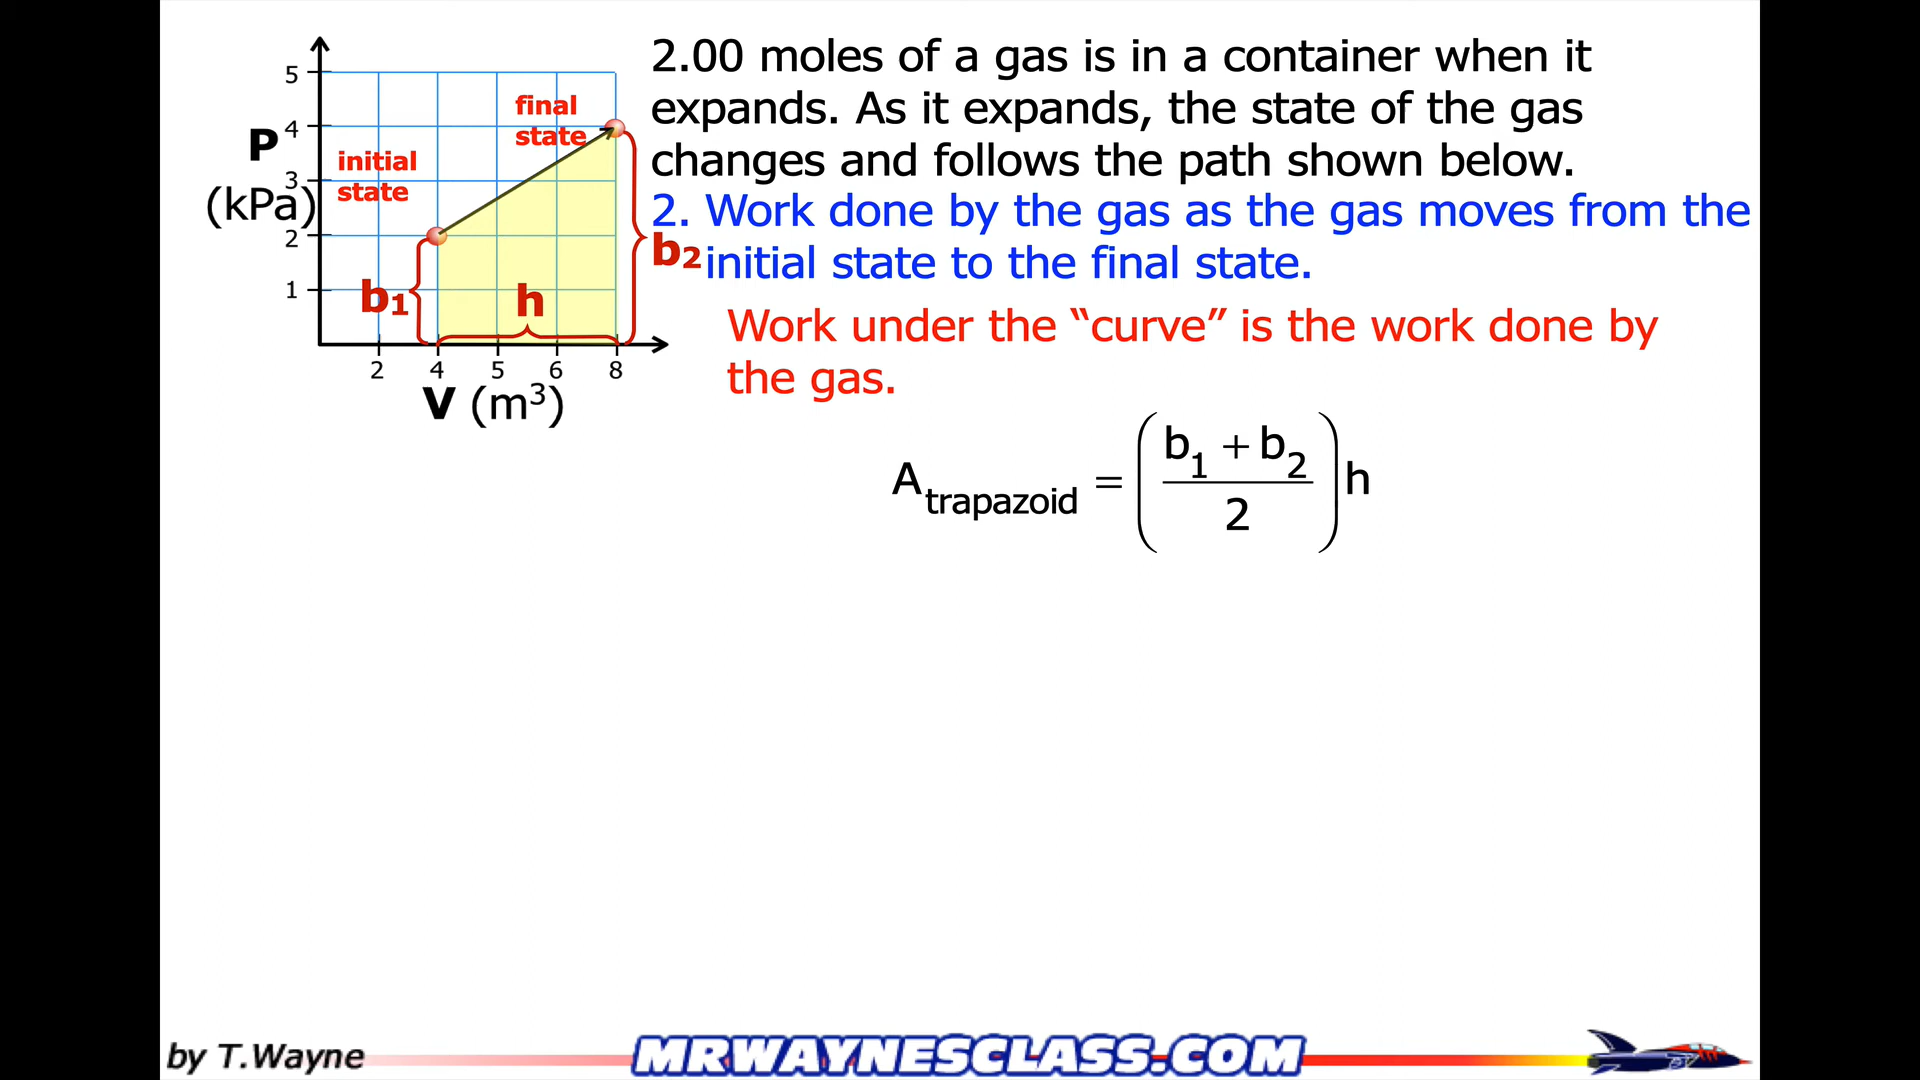 2.00 moles of a gas is in a container when it
expands. As it expands, the state of the gas
changes and follows the path shown below.
2. Work done by the gas as the gas moves from the
initial state to the final state.
Work under the “curve” is the work done by
the gas.
A trapazoid = (b1 + b2 / 2) h
P
(kPa)
5
4
3
2
1
initial
state
final
state
b1
h
b2
2 4 5 6 8
V (m³)
by T.Wayne
MRWAYNESCLASS.COM